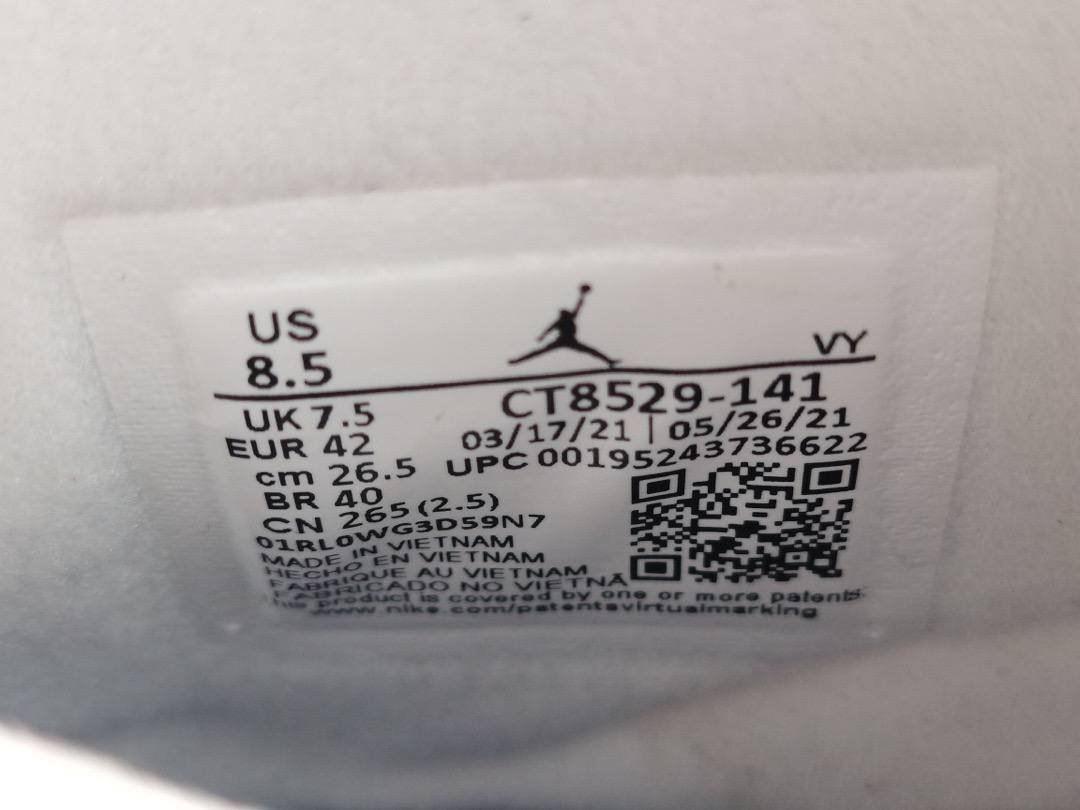 US
8.5
VY
UK 7.5
CT8529-141
EUR 42
03/17/21 | 05/26/21
cm 26.5
UPC 00195243736622
BR 40
CN 265 (2.5)
01RL0WG3D59N7
MADE IN VIETNAM
HECHO EN VIETNAM
FABRIQUE AU VIETNAM
FABRICADO NO VIETNÃ
product is covered by one or more patents.
www.nike.com/patentsvirtualmarking